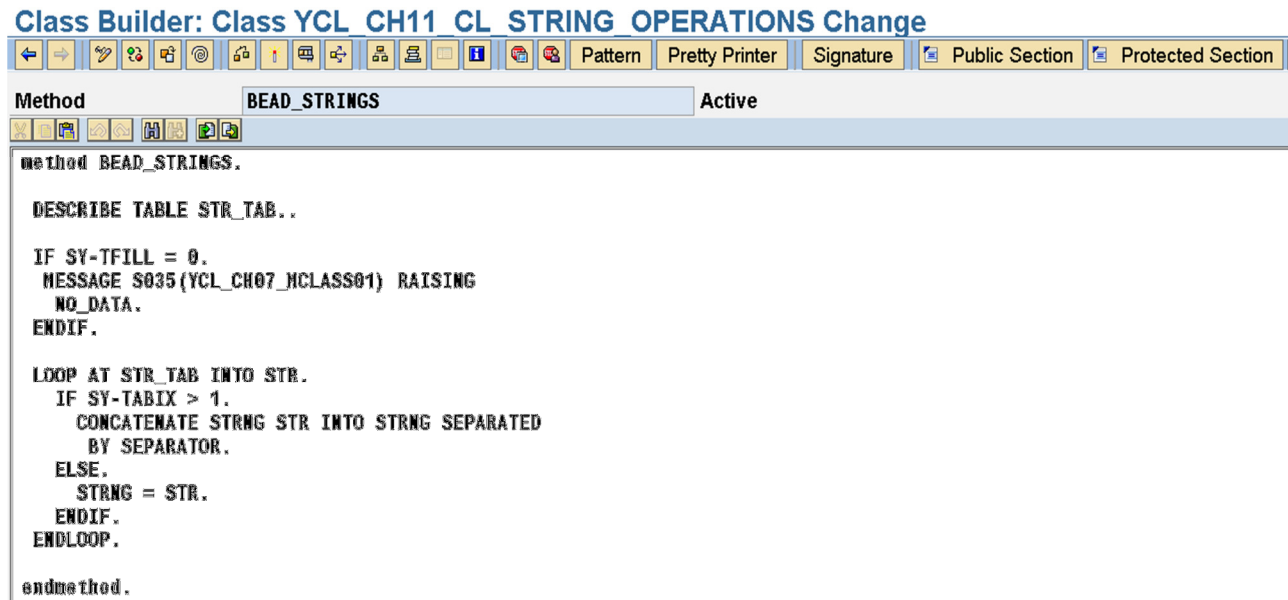 Class Builder: Class YCL_CH11_CL_STRING_OPERATIONS Change
Pattern Pretty Printer Signature Public Section Protected Section
Method BEAD_STRINGS Active
method BEAD_STRINGS.
DESCRIBE TABLE STR_TAB..
IF SY-TFILL = 0.
MESSAGE S035(YCL_CH07_MCLASS01) RAISING
NO_DATA.
ENDIF.
LOOP AT STR_TAB INTO STR.
IF SY-TABIX > 1.
CONCATENATE STRNG STR INTO STRNG SEPARATED
BY SEPARATOR.
ELSE.
STRNG = STR.
ENDIF.
ENDLOOP.
endmethod.